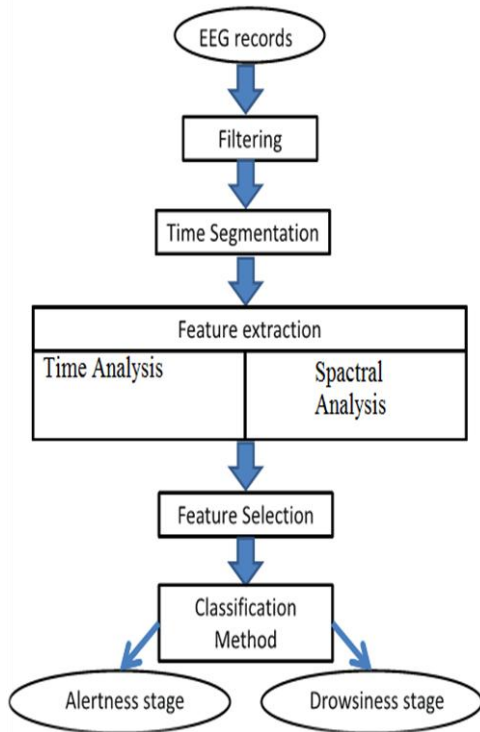 EEG records
Filtering
Time Segmentation
Feature extraction
Time Analysis
Spactral
Analysis
Feature Selection
Classification
Method
Alertness stage
Drowsiness stage